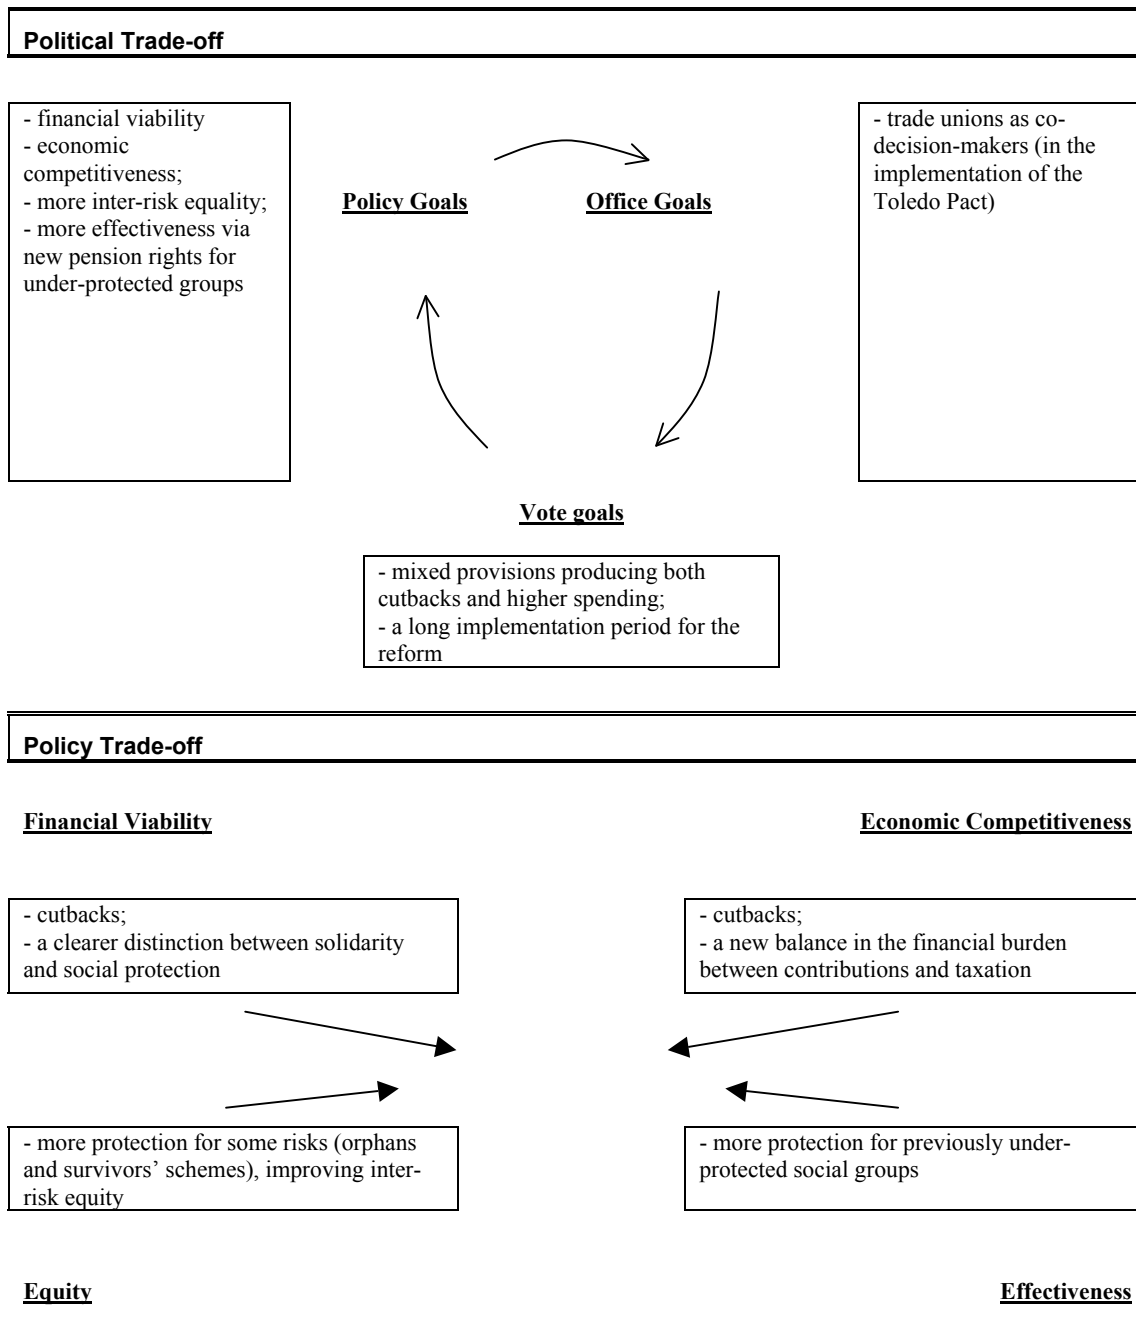 Political Trade-off
- financial viability
- economic
competitiveness;
- more inter-risk equality;
- more effectiveness via
new pension rights for
under-protected groups
Policy Goals
Office Goals
- trade unions as co-
decision-makers (in the
implementation of the
Toledo Pact)
Vote goals
- mixed provisions producing both
cutbacks and higher spending;
- a long implementation period for the
reform
Policy Trade-off
Financial Viability
Economic Competitiveness
- cutbacks;
- a clearer distinction between solidarity
and social protection
- cutbacks;
- a new balance in the financial burden
between contributions and taxation
- more protection for some risks (orphans
and survivors’ schemes), improving inter-
risk equity
- more protection for previously under-
protected social groups
Equity
Effectiveness